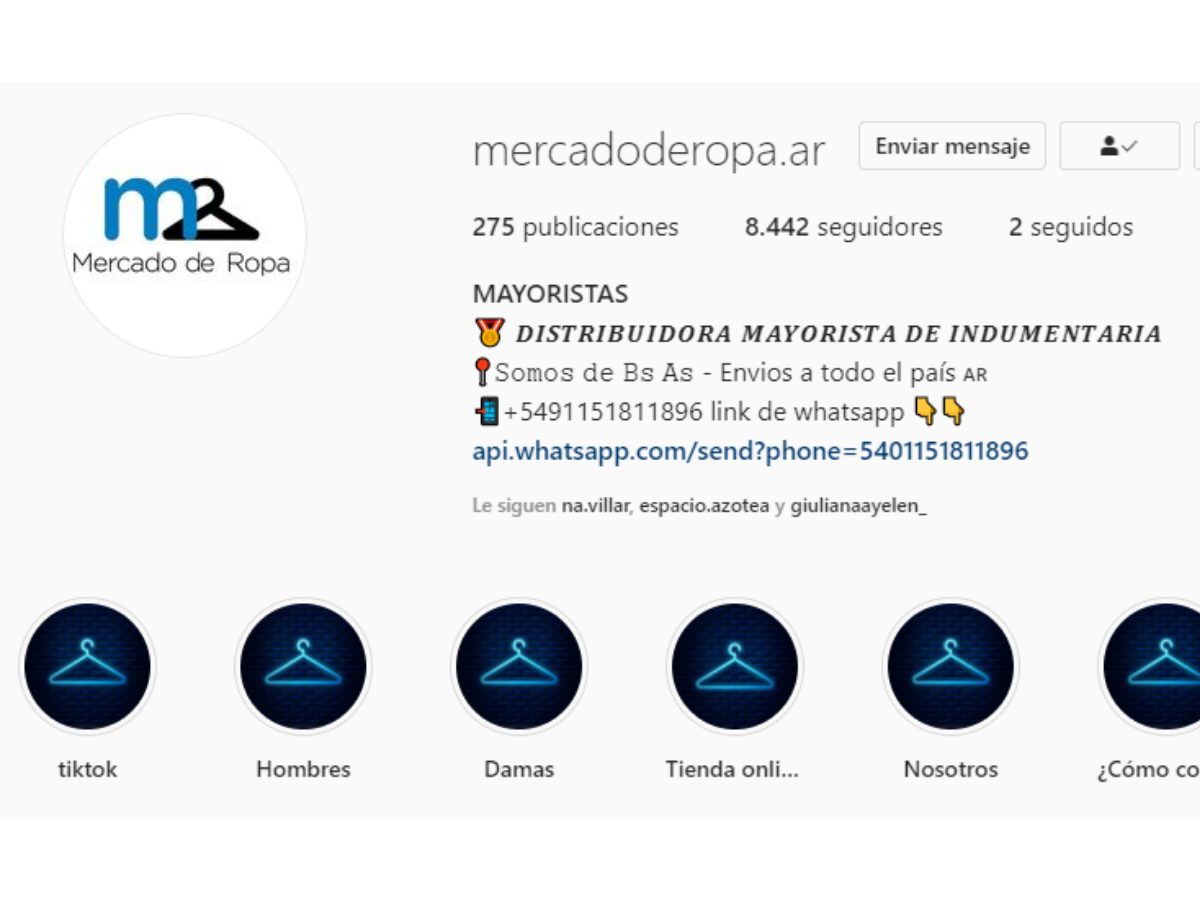 mercadoderopa.ar
Enviar mensaje
275 publicaciones 8.442 seguidores 2 seguidos
m
Mercado de Ropa
MAYORISTAS
🏅 DISTRIBUIDORA MAYORISTA DE INDUMENTARIA
📍Somos de Bs As - Envios a todo el país AR
📲+5491151811896 link de whatsapp 👇👇
api.whatsapp.com/send?phone=5401151811896
Le siguen na.villar, espacio.azotea y giulianaayelen_
tiktok Hombres Damas Tienda onli... Nosotros ¿Cómo co